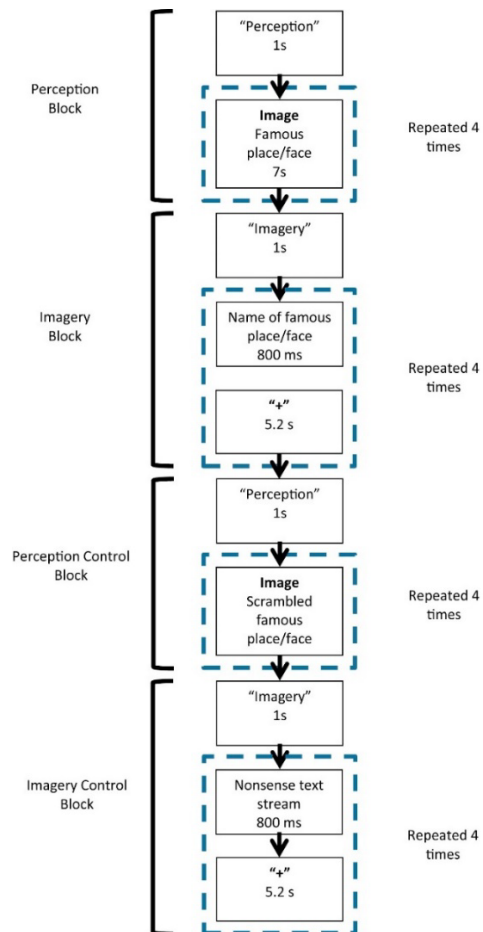 “Perception”
1s
Perception
Block
Image
Famous
place/face
7s
Repeated 4
times
“Imagery”
1s
Imagery
Block
Name of famous
place/face
800 ms
Repeated 4
times
“+”
5.2 s
“Perception”
1s
Perception Control
Block
Image
Scrambled
famous
place/face
Repeated 4
times
“Imagery”
1s
Imagery Control
Block
Nonsense text
stream
800 ms
Repeated 4
times
“+”
5.2 s